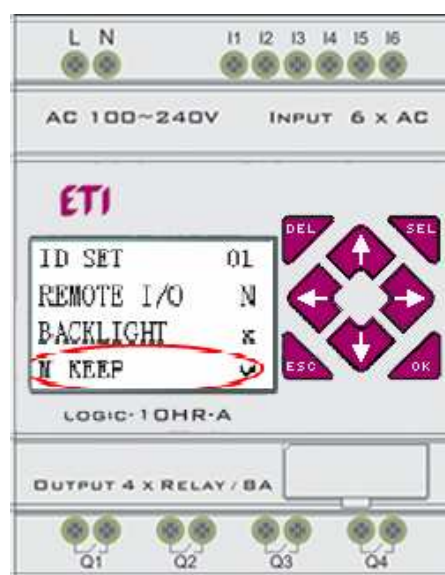 L N I1 I2 I3 I4 I5 I6
AC 100~240V INPUT 6 x AC
ETI
DEL SEL
ID SET 01
REMOTE I/O N
BACKLIGHT x
M KEEP ✓
ESC OK
LOGIC-10HR-A
OUTPUT 4 x RELAY / 8A
Q1 Q2 Q3 Q4